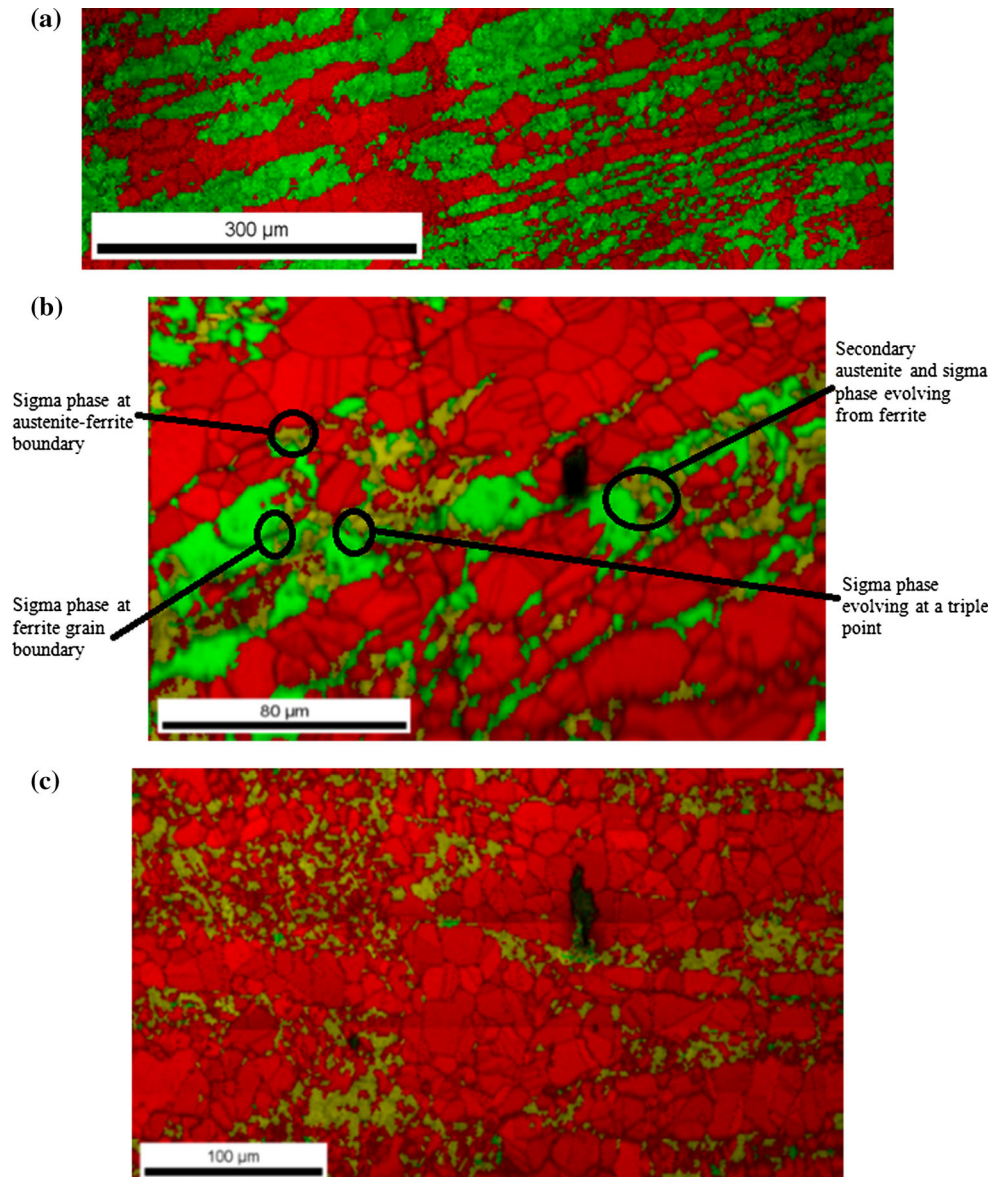 (a)
300 µm
(b)
Sigma phase at
austenite-ferrite
boundary
Secondary
austenite and sigma
phase evolving
from ferrite
Sigma phase at
ferrite grain
boundary
Sigma phase
evolving at a triple
point
80 µm
(c)
100 µm